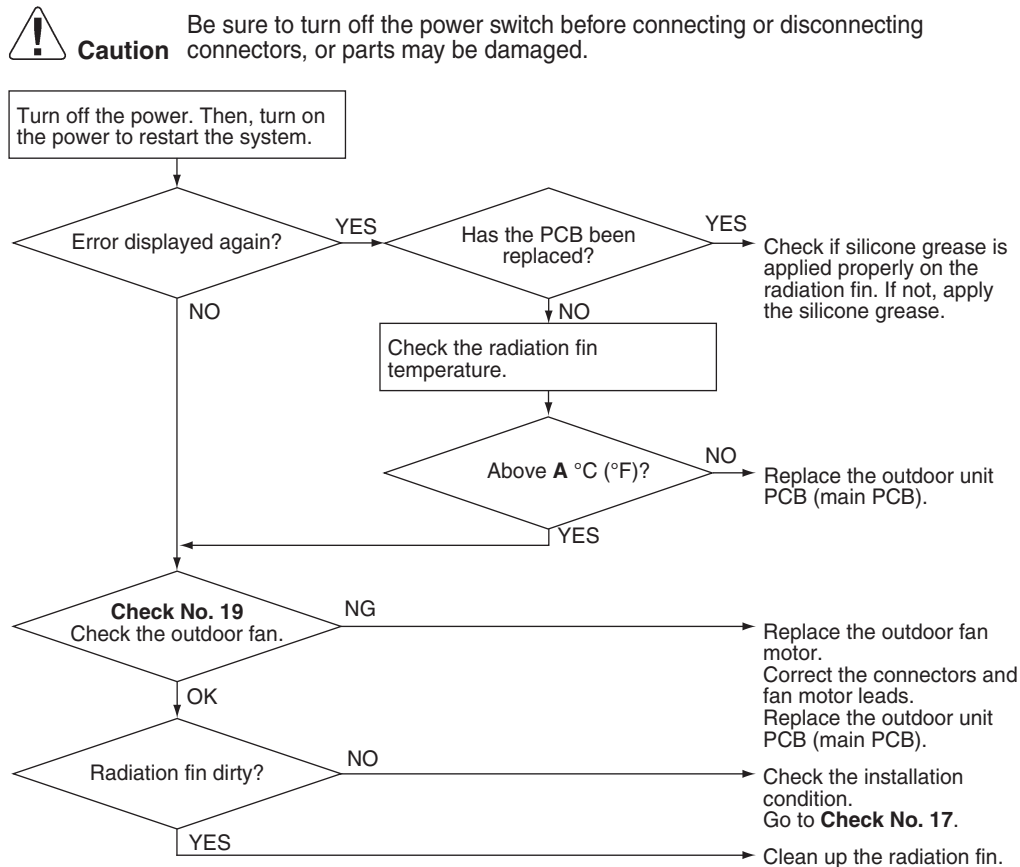 Be sure to turn off the power switch before connecting or disconnecting
Caution connectors, or parts may be damaged.
Turn off the power. Then, turn on
the power to restart the system.
Error displayed again?
YES
Has the PCB been
replaced?
YES
Check if silicone grease is
applied properly on the
radiation fin. If not, apply
the silicone grease.
NO
NO
Check the radiation fin
temperature.
Above A °C (°F)?
NO
Replace the outdoor unit
PCB (main PCB).
YES
Check No. 19
Check the outdoor fan.
NG
Replace the outdoor fan
motor.
Correct the connectors and
fan motor leads.
Replace the outdoor unit
PCB (main PCB).
OK
Radiation fin dirty?
NO
Check the installation
condition.
Go to Check No. 17.
YES
Clean up the radiation fin.